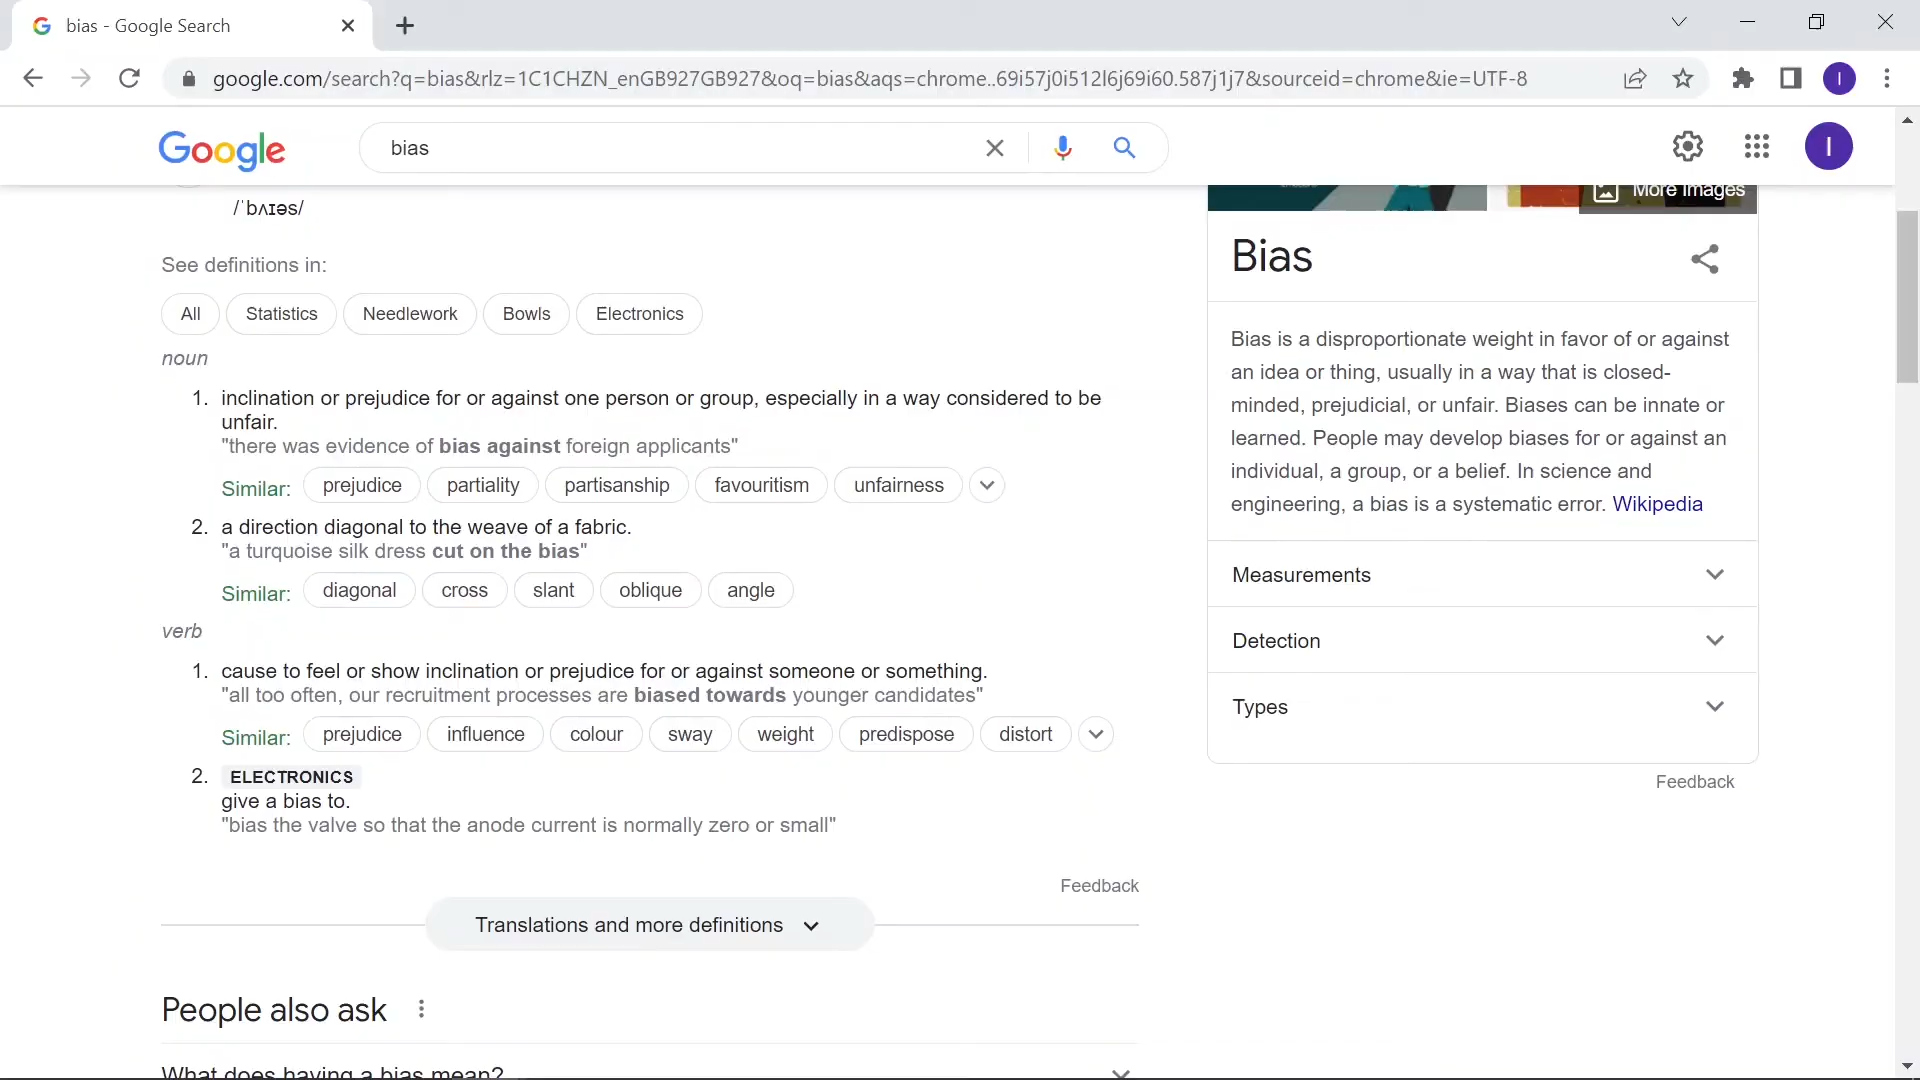 bias - Google Search
google.com/search?q=bias&rlz=1C1CHZN_enGB927GB927&oq=bias&aqs=chrome..69i57j0i512l6j69i60.587j1j7&sourceid=chrome&ie=UTF-8
I
Google
bias
I
More images
/ˈbʌɪəs/
See definitions in:
All
Statistics
Needlework
Bowls
Electronics
noun
1. inclination or prejudice for or against one person or group, especially in a way considered to be
unfair.
"there was evidence of bias against foreign applicants"
Similar: prejudice partiality partisanship favouritism unfairness
2. a direction diagonal to the weave of a fabric.
"a turquoise silk dress cut on the bias"
Similar: diagonal cross slant oblique angle
verb
1. cause to feel or show inclination or prejudice for or against someone or something.
"all too often, our recruitment processes are biased towards younger candidates"
Similar: prejudice influence colour sway weight predispose distort
2. ELECTRONICS
give a bias to.
"bias the valve so that the anode current is normally zero or small"
Feedback
Translations and more definitions
People also ask
What does having a bias mean?
Bias
Bias is a disproportionate weight in favor of or against
an idea or thing, usually in a way that is closed-
minded, prejudicial, or unfair. Biases can be innate or
learned. People may develop biases for or against an
individual, a group, or a belief. In science and
engineering, a bias is a systematic error. Wikipedia
Measurements
Detection
Types
Feedback